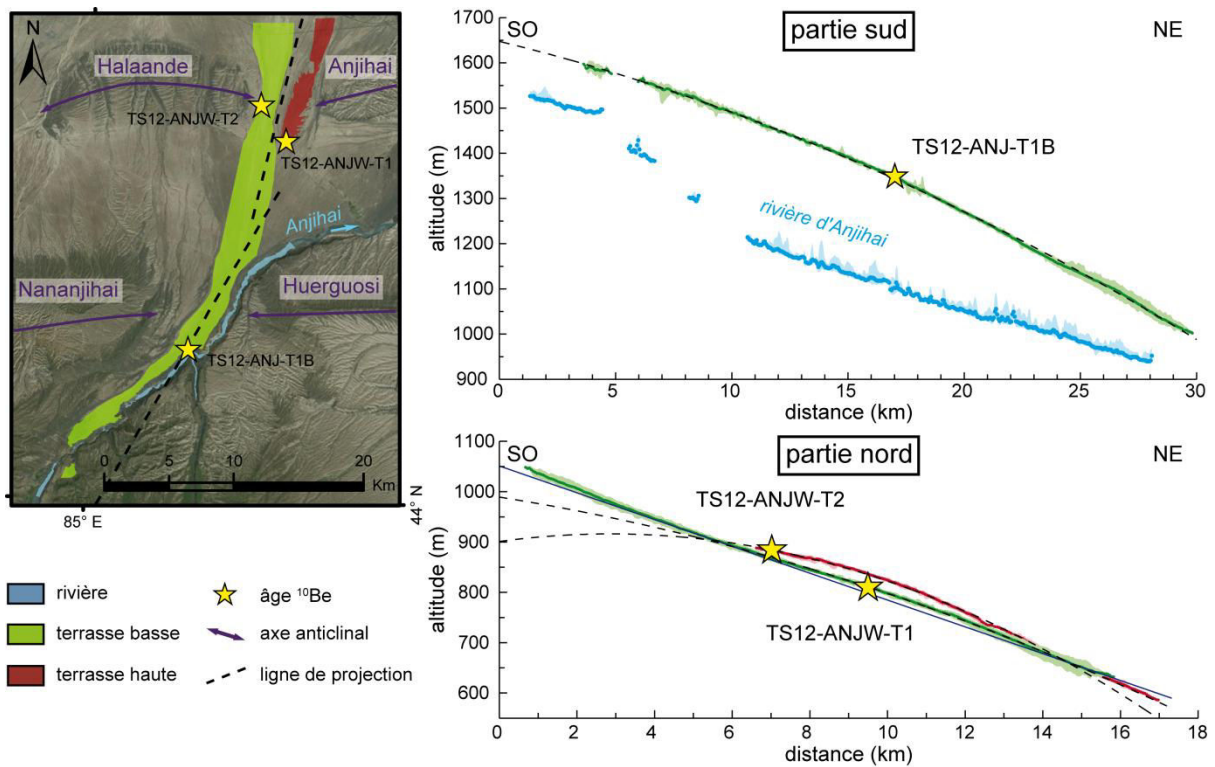 N
Halaande
Anjihai
TS12-ANJW-T2
TS12-ANJW-T1
Anjihai
Nananjihai
Huerguosi
TS12-ANJ-T1B
0 10 20
Km
85° E
44° N
rivière
terrasse basse
terrasse haute
âge ¹⁰Be
axe anticlinal
ligne de projection
SO
partie sud
NE
1700
1600
1500
1400
1300
1200
1100
1000
900
altitude (m)
TS12-ANJ-T1B
rivière d'Anjihai
0 5 10 15 20 25 30
distance (km)
SO
partie nord
NE
1100
1000
900
800
700
600
altitude (m)
TS12-ANJW-T2
TS12-ANJW-T1
0 2 4 6 8 10 12 14 16 18
distance (km)